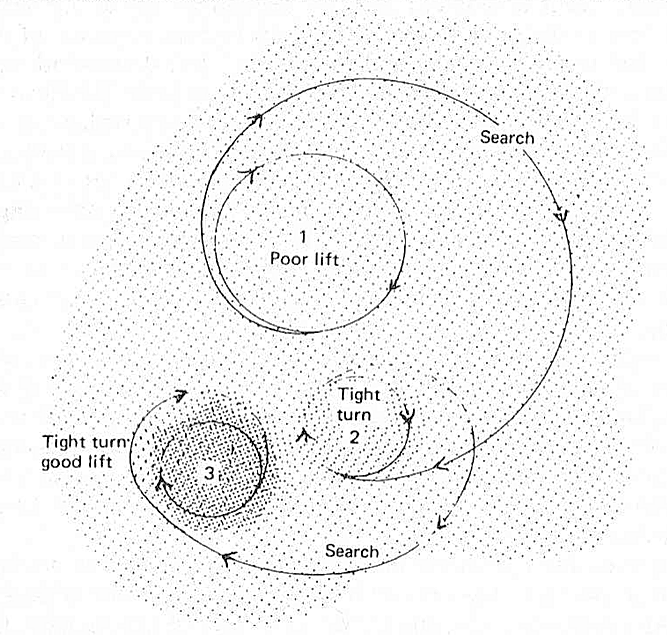 Search
1
Poor lift
Tight
turn
2
Tight turn
good lift
3
Search